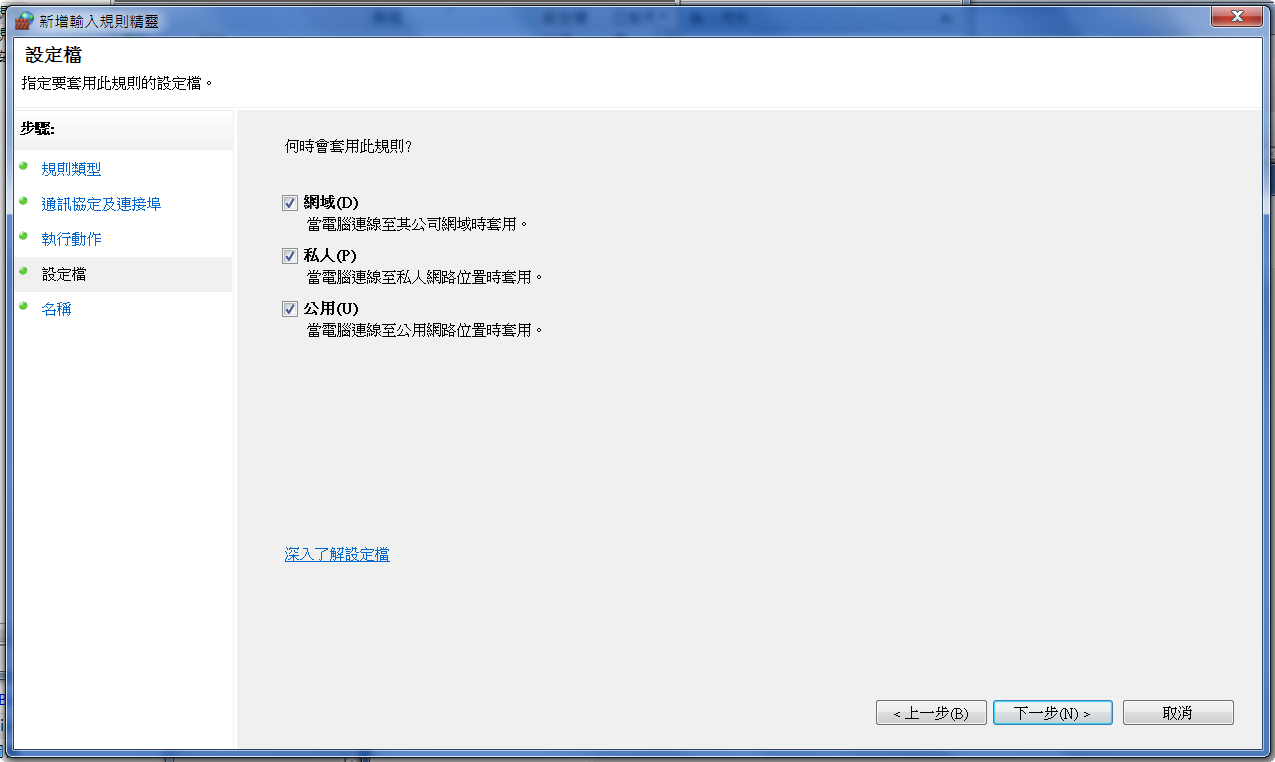 新增輸入規則精靈
設定檔
指定要套用此規則的設定檔。
步驟:
規則類型
通訊協定及連接埠
執行動作
設定檔
名稱
何時會套用此規則?
網域(D)
當電腦連線至其公司網域時套用。
私人(P)
當電腦連線至私人網路位置時套用。
公用(U)
當電腦連線至公用網路位置時套用。
深入了解設定檔
< 上一步(B)
下一步(N) >
取消